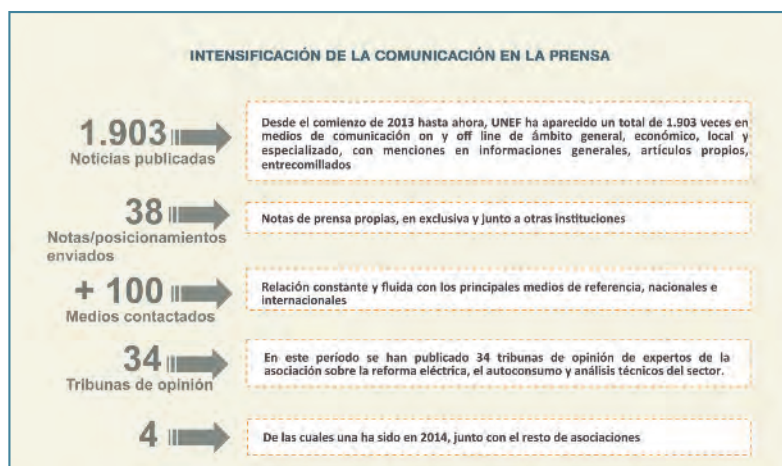 INTENSIFICACIÓN DE LA COMUNICACIÓN EN LA PRENSA
1.903
Noticias publicadas
Desde el comienzo de 2013 hasta ahora, UNEF ha aparecido un total de 1.903 veces en
medios de comunicación on y off line de ámbito general, económico, local y
especializado, con menciones en informaciones generales, artículos propios,
entrecomillados
38
Notas/posicionamientos
enviados
Notas de prensa propias, en exclusiva y junto a otras instituciones
+ 100
Medios contactados
Relación constante y fluida con los principales medios de referencia, nacionales e
internacionales
34
Tribunas de opinión
En este período se han publicado 34 tribunas de opinión de expertos de la
asociación sobre la reforma eléctrica, el autoconsumo y análisis técnicos del sector.
4
De las cuales una ha sido en 2014, junto con el resto de asociaciones